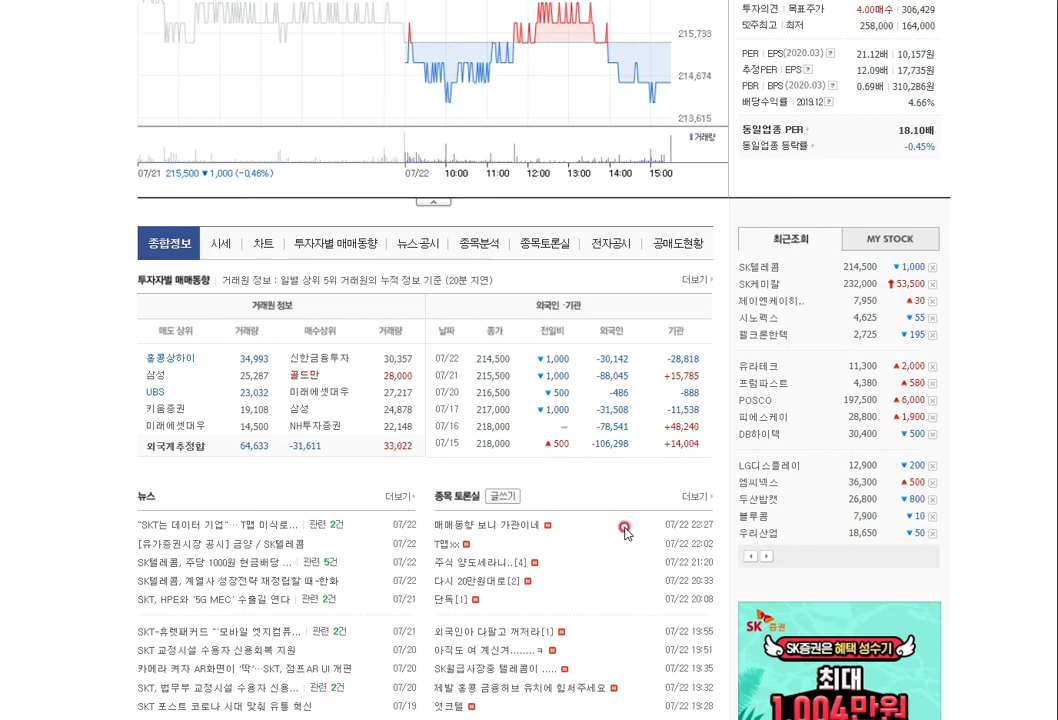 투자의견 | 목표주가 4.00매수 | 306,429
52주최고 | 최저 258,000 | 164,000
215,733
214,674
213,615
PER | EPS(2020.03) ? 21.12배 | 10,157원
추정PER | EPS ? 12.09배 | 17,735원
PBR | BPS (2020.03) ? 0.69배 | 310,286원
배당수익률 | 2019.12 ? 4.66%
동일업종 PER 18.10배
동일업종 등락률 -0.45%
거래량
07/21 215,500 ▼1,000 (-0.46%) 07/22 10:00 11:00 12:00 13:00 14:00 15:00
종합정보 시세 차트 투자자별 매매동향 뉴스·공시 종목분석 종목토론실 전자공시 공매도현황
투자자별 매매동향 거래원 정보 : 일별 상위 5위 거래원의 누적 정보 기준 (20분 지연) 더보기
거래원 정보 외국인·기관
매도상위 거래량 매수상위 거래량 날짜 종가 전일비 외국인 기관
홍콩상하이 34,993 신한금융투자 30,357 07/22 214,500 ▼1,000 -30,142 -28,818
삼성 25,287 골드만 28,000 07/21 215,500 ▼1,000 -88,045 +15,785
UBS 23,032 미래에셋대우 27,217 07/20 216,500 ▼500 -486 -888
키움증권 19,108 삼성 24,878 07/17 217,000 ▼1,000 -31,508 -11,538
미래에셋대우 14,500 NH투자증권 22,148 07/16 218,000 – -78,541 +48,240
외국계추정합 64,633 -31,611 33,022 07/15 218,000 ▲500 -106,298 +14,004
뉴스 더보기
"SKT는 데이터 기업"… T맵 미식로... 관련 2건 07/22
[유가증권시장 공시] 금양 / SK텔레콤 07/22
SK텔레콤, 주당 1000원 현금배당 ... 관련 5건 07/22
SK텔레콤, 계열사 성장전략 재정립할 때-한화 07/22
SKT, HPE와 '5G MEC' 수출길 연다 관련 2건 07/21
SKT-휴렛패커드 "모바일 엣지컴퓨... 관련 2건 07/21
SKT 교정시설 수용자 신용회복 지원 07/20
카메라 켜자 AR화면이 '딱'…SKT, 점프AR UI 개편 07/20
SKT, 법무부 교정시설 수용자 신용... 관련 2건 07/20
SKT 포스트 코로나 시대 맞춰 유통 혁신 07/19
종목 토론실 글쓰기 더보기
매매동향 보니 가관이네 N 07/22 22:27
T맵xx N 07/22 22:02
주식 양도세라니..[4] N 07/22 21:20
다시 20만원대로[2] N 07/22 20:33
단독[1] N 07/22 20:08
외국인아 다팔고 꺼져라[1] N 07/22 19:55
아직도 여 계신겨.......ㅋ N 07/22 19:51
SK월급사장중 텔레콤이 ..... N 07/22 19:35
제발 홍콩 금융허브 유치에 힘써주세요 N 07/22 19:32
엿크텔 N 07/22 19:28
최근조회 MY STOCK
SK텔레콤 214,500 ▼1,000
SK케미칼 232,000 ↑53,500
제이엔케이히.. 7,950 ▲30
시노펙스 4,625 ▼55
웰크론한텍 2,725 ▼195
유라테크 11,300 ▲2,000
프럼파스트 4,380 ▲580
POSCO 197,500 ▲6,000
피에스케이 28,800 ▲1,900
DB하이텍 30,400 ▼500
LG디스플레이 12,900 ▼200
엠씨넥스 36,300 ▲500
두산밥캣 26,800 ▼800
블루콤 7,900 ▼10
우리산업 18,650 ▼50
SK증권
SK증권은 혜택 성수기
최대
1,004만원